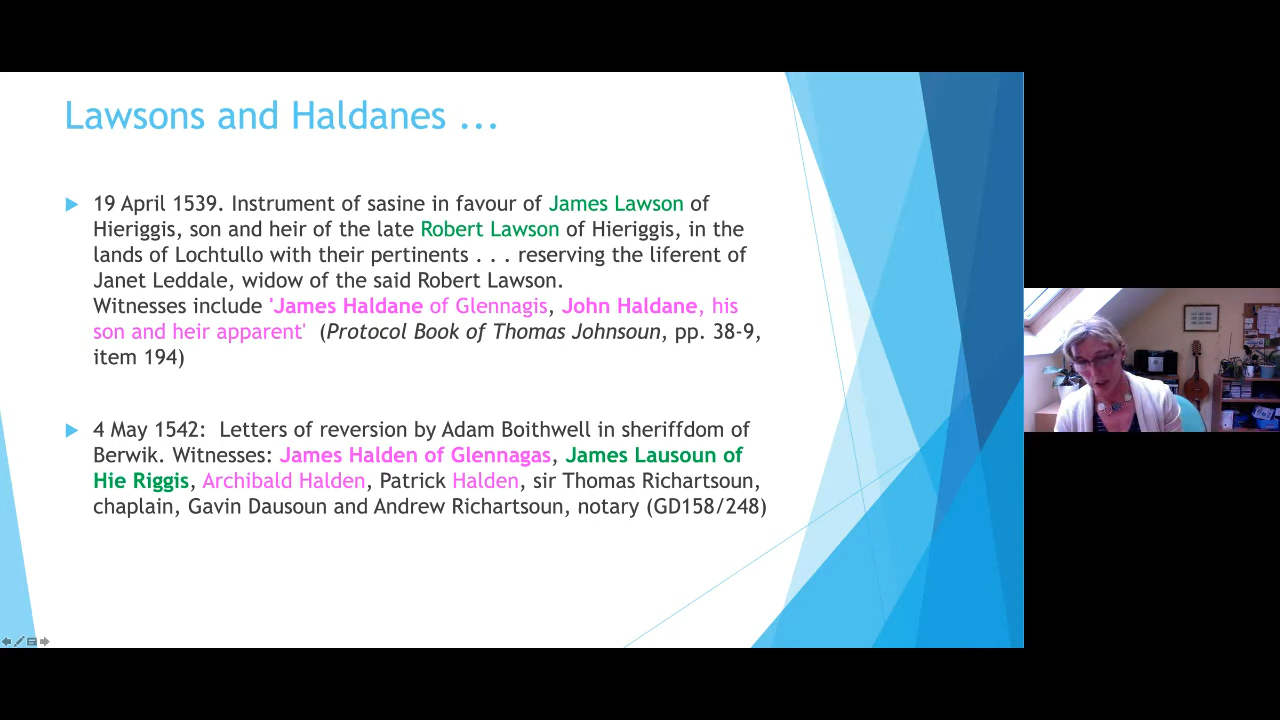 Lawsons and Haldanes ...
19 April 1539. Instrument of sasine in favour of James Lawson of
Hieriggis, son and heir of the late Robert Lawson of Hieriggis, in the
lands of Lochtullo with their pertinents . . . reserving the liferent of
Janet Leddale, widow of the said Robert Lawson.
Witnesses include 'James Haldane of Glennagis, John Haldane, his
son and heir apparent' (Protocol Book of Thomas Johnsoun, pp. 38-9,
item 194)
4 May 1542: Letters of reversion by Adam Boithwell in sheriffdom of
Berwik. Witnesses: James Halden of Glennagas, James Lausoun of
Hie Riggis, Archibald Halden, Patrick Halden, sir Thomas Richartsoun,
chaplain, Gavin Dausoun and Andrew Richartsoun, notary (GD158/248)